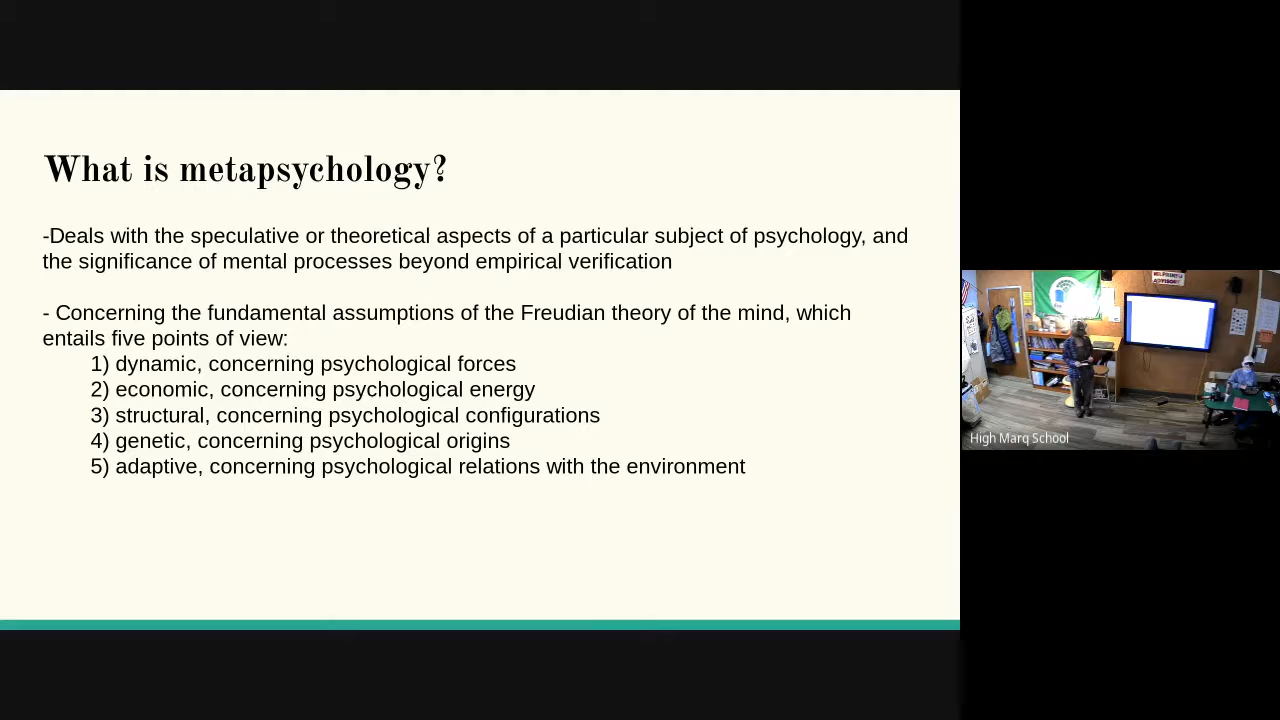 What is metapsychology?
-Deals with the speculative or theoretical aspects of a particular subject of psychology, and
the significance of mental processes beyond empirical verification
- Concerning the fundamental assumptions of the Freudian theory of the mind, which
entails five points of view:
1) dynamic, concerning psychological forces
2) economic, concerning psychological energy
3) structural, concerning psychological configurations
4) genetic, concerning psychological origins
5) adaptive, concerning psychological relations with the environment
High Marq School